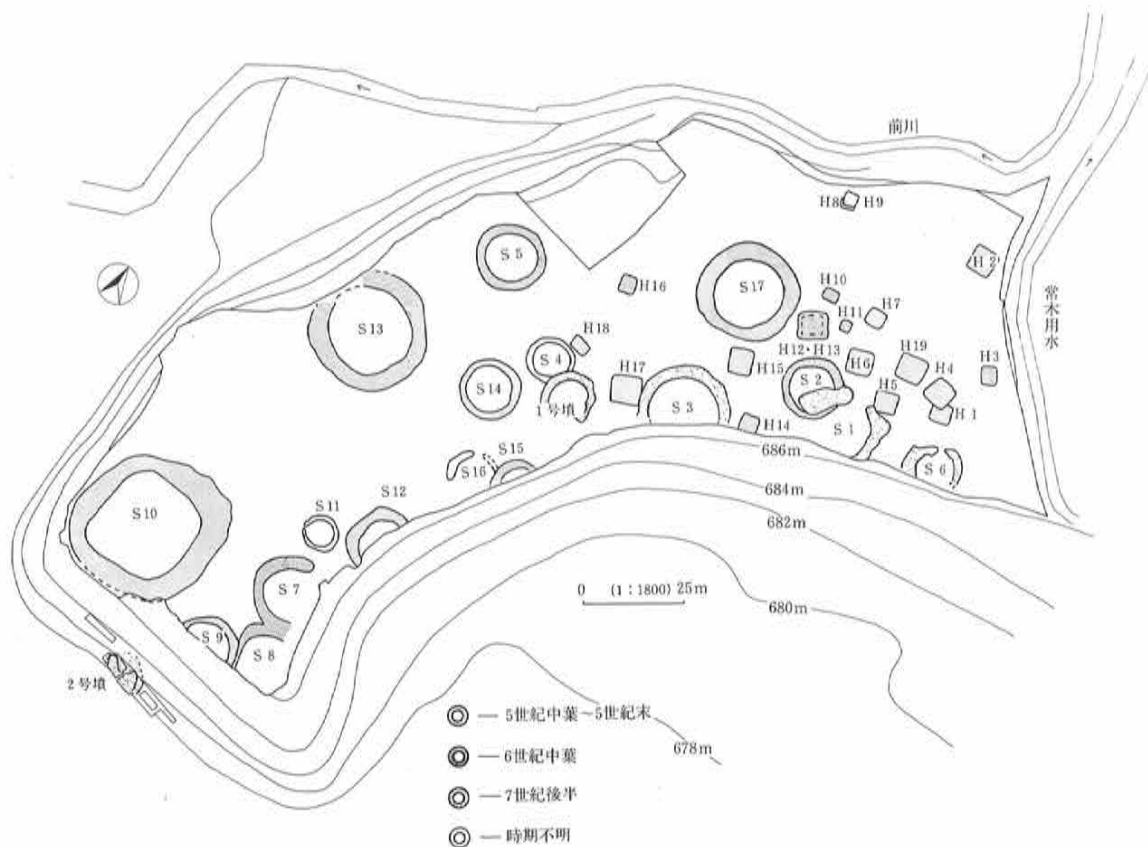 前川
常木用水
H8
H9
H2
S5
H16
S17
H10
H11
H7
S13
H18
H12・H13
H19
H3
S4
H17
H15
H6
H4
S14
S2
H5
H1
1号墳
S3
H14
S1
S6
686m
684m
682m
680m
678m
S15
S16
S12
S10
S11
S7
S9
S8
2号墳
0 (1:1800) 25m
— 5世紀中葉~5世紀末
— 6世紀中葉
— 7世紀後半
— 時期不明